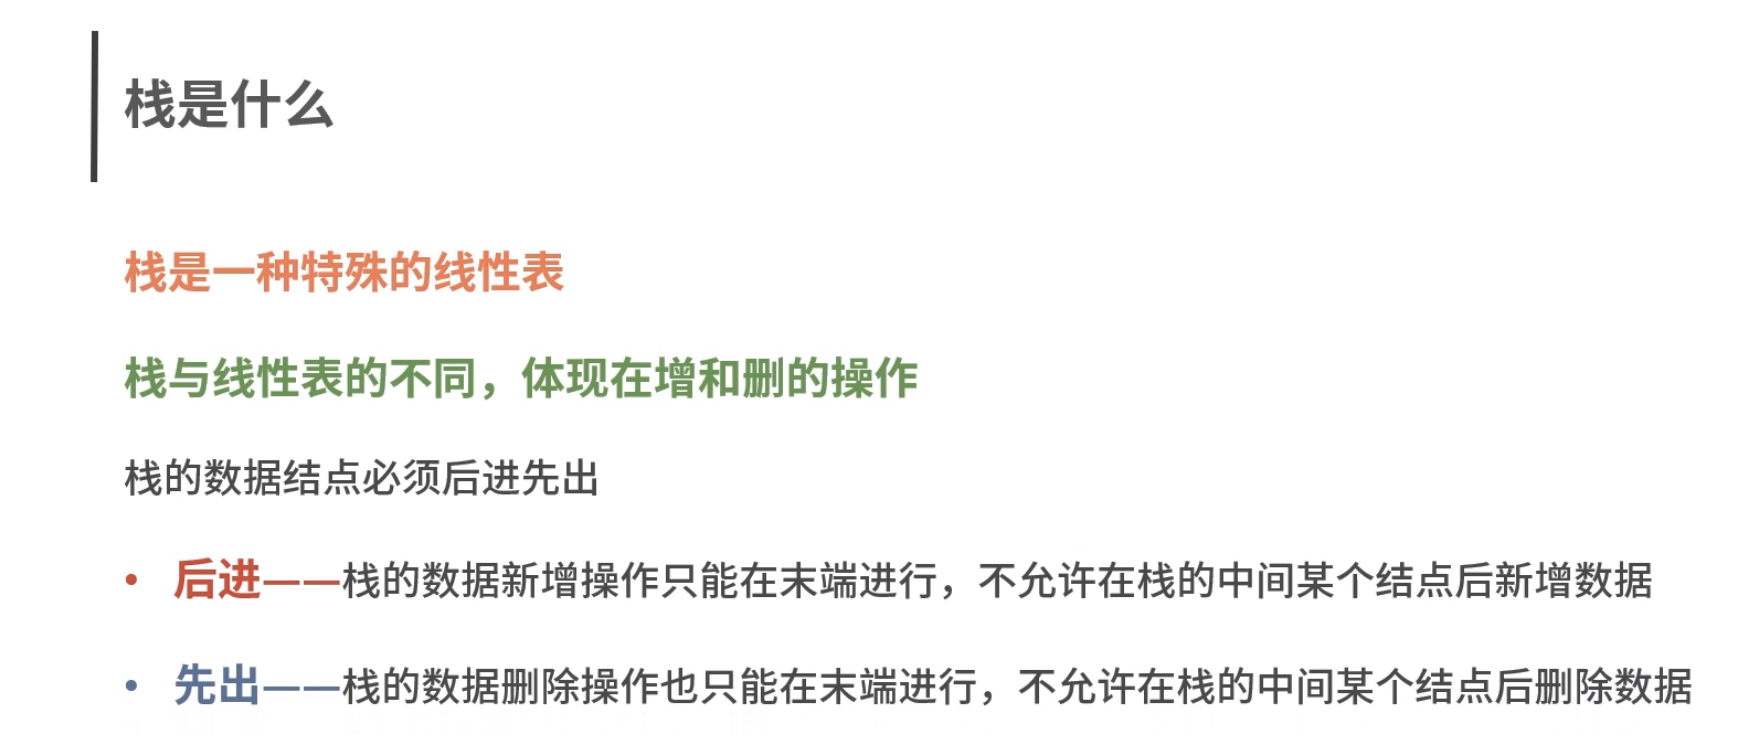 栈是什么
栈是一种特殊的线性表
栈与线性表的不同，体现在增和删的操作
栈的数据结点必须后进先出
• 后进——栈的数据新增操作只能在末端进行，不允许在栈的中间某个结点后新增数据
• 先出——栈的数据删除操作也只能在末端进行，不允许在栈的中间某个结点后删除数据